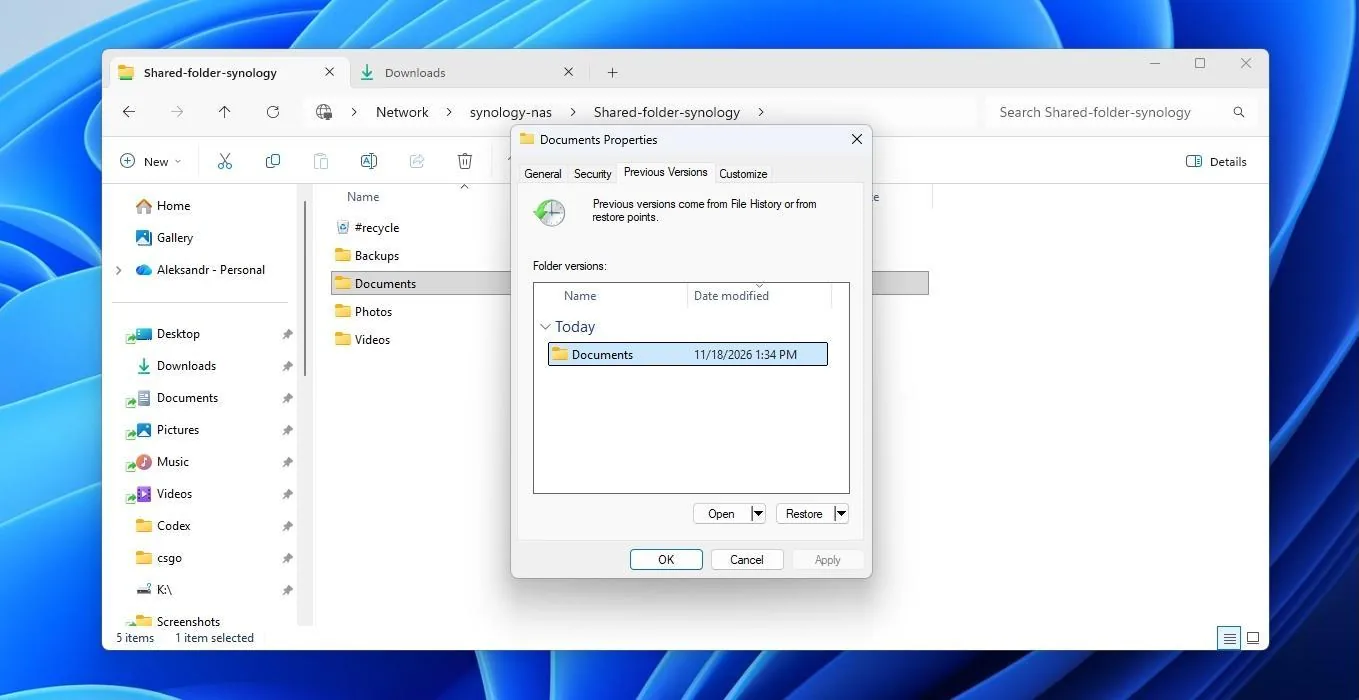 Shared-folder-synology
Downloads
Network > synology-nas > Shared-folder-synology >
Search Shared-folder-synology
Documents Properties
New
Details
General Security Previous Versions Customize
Previous versions come from File History or from
restore points.
Folder versions:
Name Date modified
Today
Documents 11/18/2026 1:34 PM
Open Restore
OK Cancel Apply
Home
Gallery
Aleksandr - Personal
Desktop
Downloads
Documents
Pictures
Music
Videos
Codex
csgo
K:\
Screenshots
Name
#recycle
Backups
Documents
Photos
Videos
5 items 1 item selected